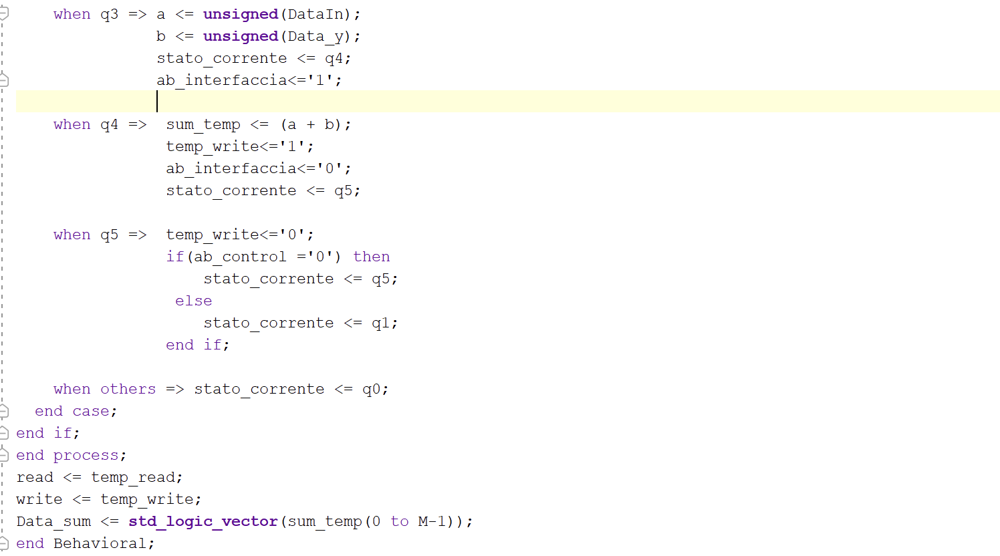 when q3 => a <= unsigned(DataIn);
b <= unsigned(Data_y);
stato_corrente <= q4;
ab_interfaccia<='1';
when q4 => sum_temp <= (a + b);
temp_write<='1';
ab_interfaccia<='0';
stato_corrente <= q5;
when q5 => temp_write<='0';
if(ab_control ='0') then
stato_corrente <= q5;
else
stato_corrente <= q1;
end if;
when others => stato_corrente <= q0;
end case;
end if;
end process;
read <= temp_read;
write <= temp_write;
Data_sum <= std_logic_vector(sum_temp(0 to M-1));
end Behavioral;